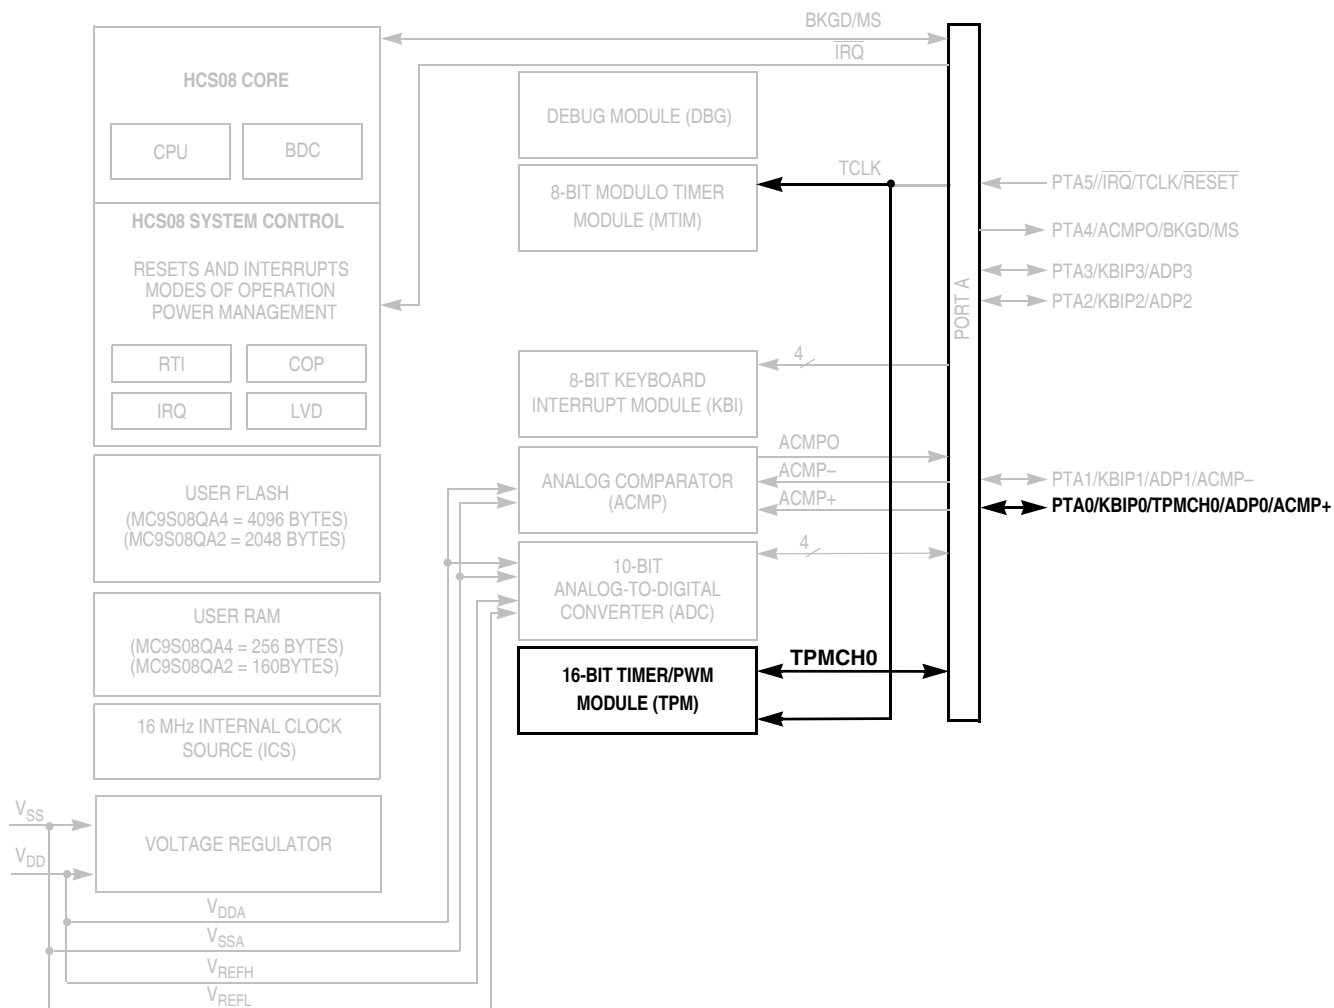 BKGD/MS
IRQ
HCS08 CORE
CPU
BDC
HCS08 SYSTEM CONTROL
RESETS AND INTERRUPTS
MODES OF OPERATION
POWER MANAGEMENT
RTI
COP
IRQ
LVD
USER FLASH
(MC9S08QA4 = 4096 BYTES)
(MC9S08QA2 = 2048 BYTES)
USER RAM
(MC9S08QA4 = 256 BYTES)
(MC9S08QA2 = 160BYTES)
16 MHz INTERNAL CLOCK
SOURCE (ICS)
VOLTAGE REGULATOR
VSS
VDD
VDDA
VSSA
VREFH
VREFL
DEBUG MODULE (DBG)
8-BIT MODULO TIMER
MODULE (MTIM)
TCLK
8-BIT KEYBOARD
INTERRUPT MODULE (KBI)
4
ANALOG COMPARATOR
(ACMP)
ACMPO
ACMP–
ACMP+
10-BIT
ANALOG-TO-DIGITAL
CONVERTER (ADC)
4
16-BIT TIMER/PWM
MODULE (TPM)
TPMCH0
PORT A
PTA5//IRQ/TCLK/RESET
PTA4/ACMPO/BKGD/MS
PTA3/KBIP3/ADP3
PTA2/KBIP2/ADP2
PTA1/KBIP1/ADP1/ACMP–
PTA0/KBIP0/TPMCH0/ADP0/ACMP+